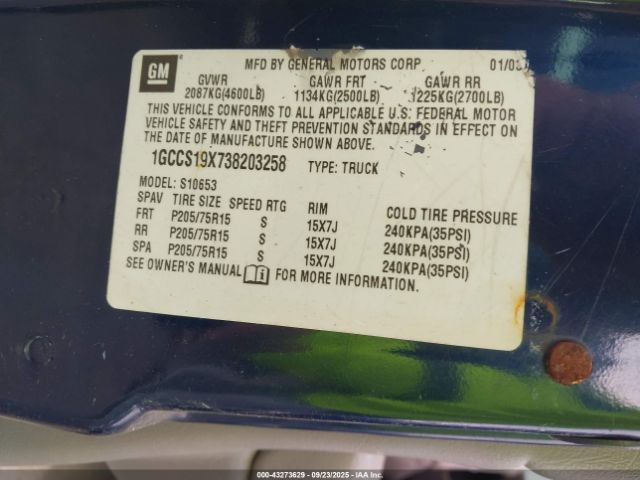 GM
MFD BY GENERAL MOTORS CORP.
01/03
GVWR GAWR FRT GAWR RR
2087KG(4600LB) 1134KG(2500LB) 1225KG(2700LB)
THIS VEHICLE CONFORMS TO ALL APPLICABLE U.S. FEDERAL MOTOR
VEHICLE SAFETY AND THEFT PREVENTION STANDARDS IN EFFECT ON
THE DATE OF MANUFACTURE SHOWN ABOVE.
1GCCS19X738203258 TYPE: TRUCK
MODEL: S10653
SPAV TIRE SIZE SPEED RTG RIM COLD TIRE PRESSURE
FRT P205/75R15 S 15X7J 240KPA(35PSI)
RR P205/75R15 S 15X7J 240KPA(35PSI)
SPA P205/75R15 S 15X7J 240KPA(35PSI)
SEE OWNER'S MANUAL FOR MORE INFORMATION.
000-43273629 - 09/23/2025 - IAAI.COM